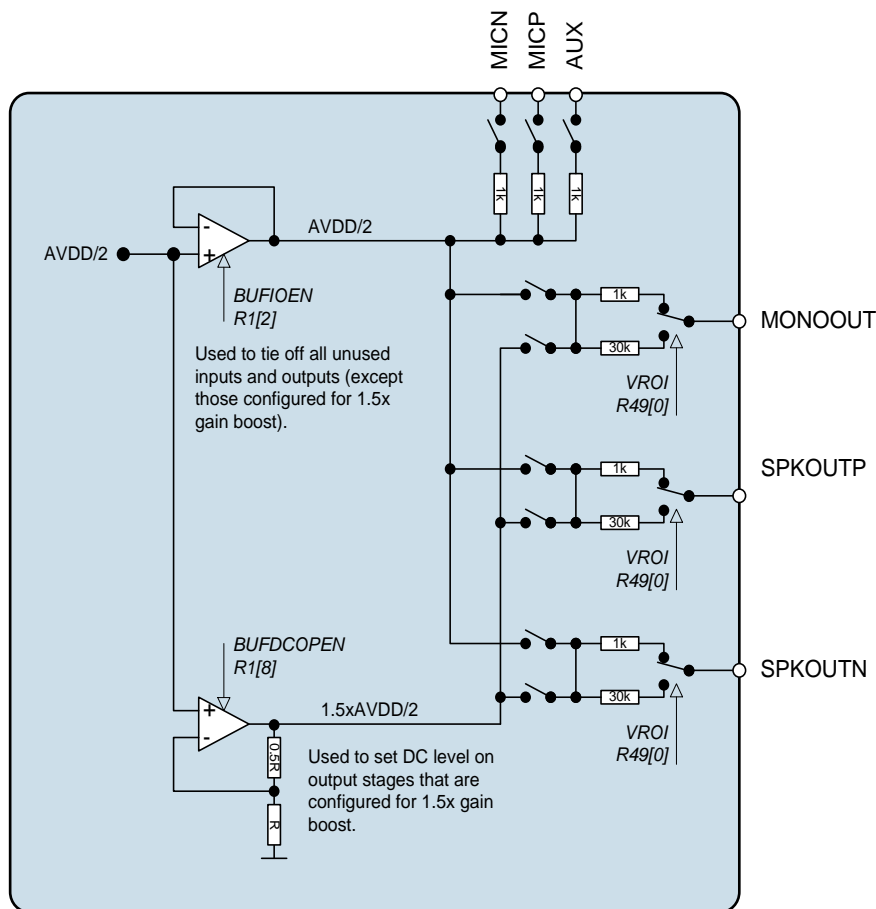 MICN
MICP
AUX
1k
1k
1k
AVDD/2
-
+
AVDD/2
BUFIOEN
R1[2]
Used to tie off all unused
inputs and outputs (except
those configured for 1.5x
gain boost).
1k
30k
MONOOUT
VROI
R49[0]
1k
30k
SPKOUTP
VROI
R49[0]
1k
30k
SPKOUTN
VROI
R49[0]
BUFDCOPEN
R1[8]
+
-
1.5xAVDD/2
0.5R
R
Used to set DC level on
output stages that are
configured for 1.5x gain
boost.